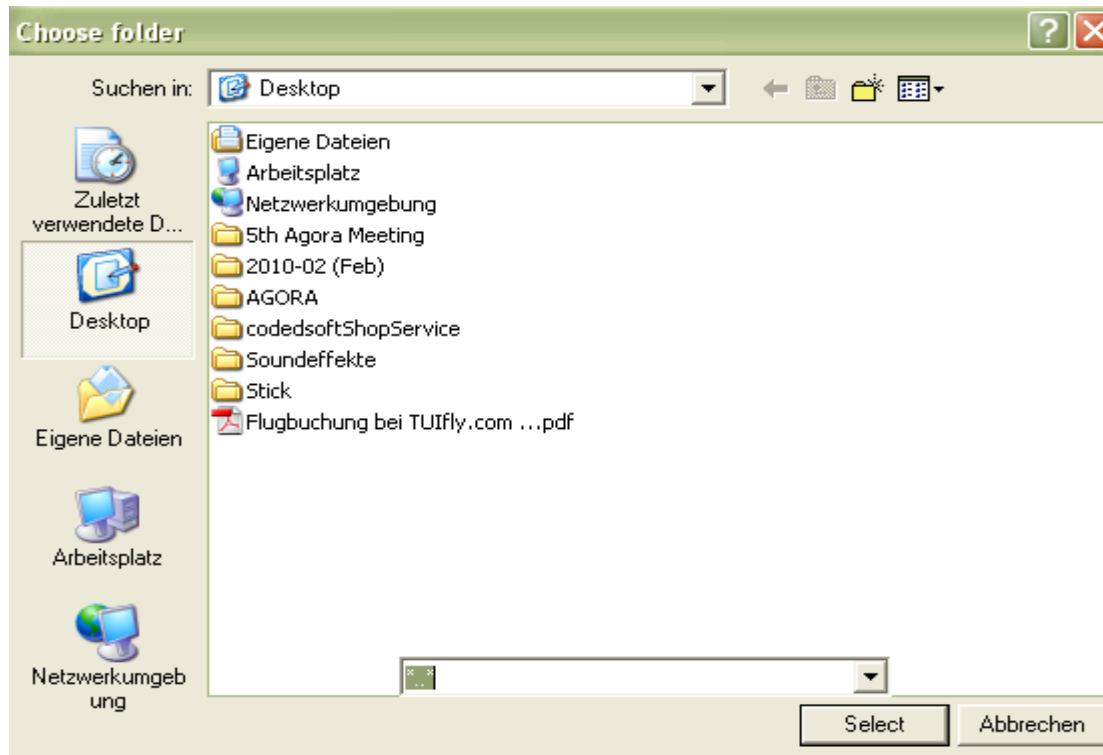 Choose folder
Suchen in:
Desktop
Zuletzt
verwendete D...
Desktop
Eigene Dateien
Arbeitsplatz
Netzwerkumgeb
ung
Eigene Dateien
Arbeitsplatz
Netzwerkumgebung
5th Agora Meeting
2010-02 (Feb)
AGORA
codedsoftShopService
Soundeffekte
Stick
Flugbuchung bei TUIfly.com ...pdf
*.*
Select
Abbrechen